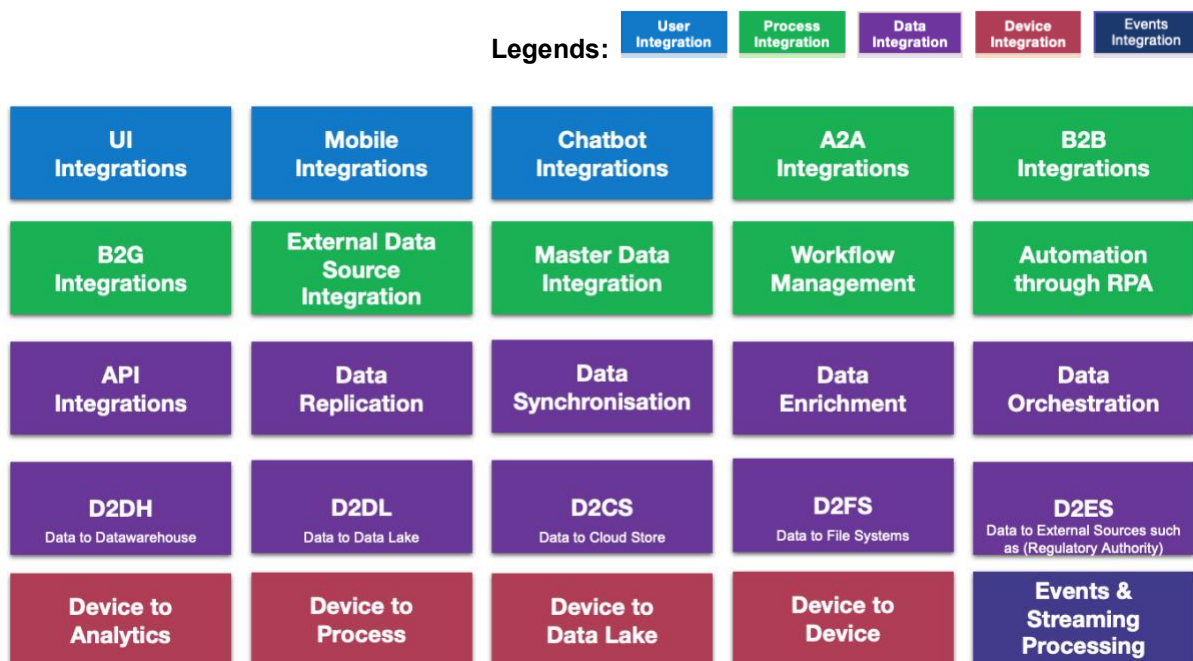 Legends:
User
Integration
Process
Integration
Data
Integration
Device
Integration
Events
Integration
UI
Integrations
Mobile
Integrations
Chatbot
Integrations
A2A
Integrations
B2B
Integrations
B2G
Integrations
External Data
Source
Integration
Master Data
Integration
Workflow
Management
Automation
through RPA
API
Integrations
Data
Replication
Data
Synchronisation
Data
Enrichment
Data
Orchestration
D2DH
Data to Datawarehouse
D2DL
Data to Data Lake
D2CS
Data to Cloud Store
D2FS
Data to File Systems
D2ES
Data to External Sources such
as (Regulatory Authority)
Device to
Analytics
Device to
Process
Device to
Data Lake
Device to
Device
Events &
Streaming
Processing